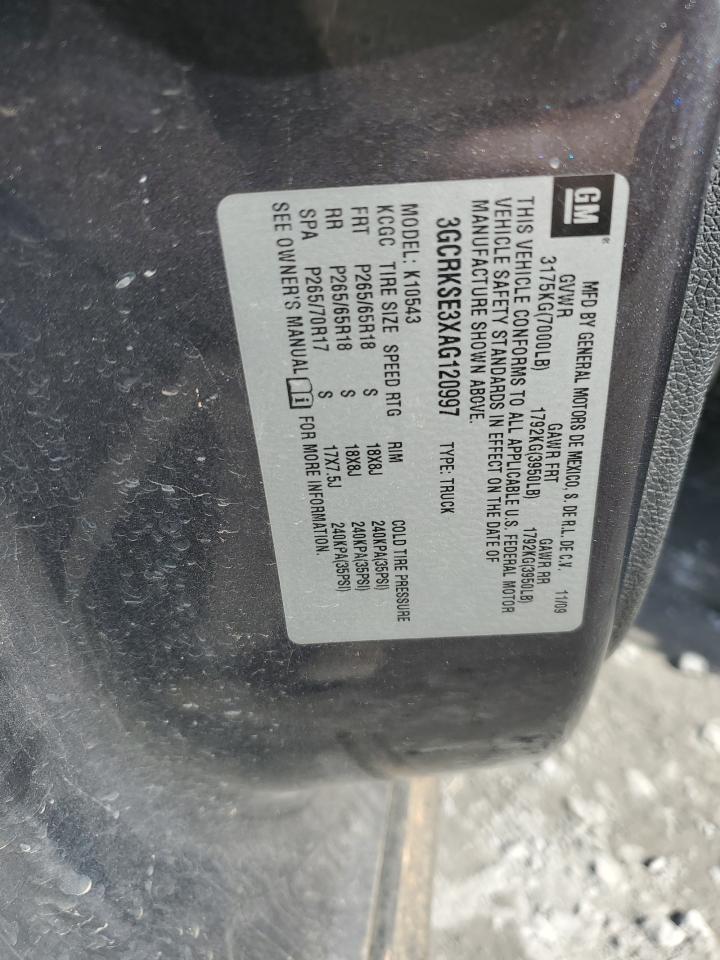 GM
MFD BY GENERAL MOTORS DE MEXICO, S. DE R.L. DE C.V. 11/09
GVWR GAWR FRT GAWR RR
3175KG(7000LB) 1792KG(3950LB) 1792KG(3950LB)
THIS VEHICLE CONFORMS TO ALL APPLICABLE U.S. FEDERAL MOTOR
VEHICLE SAFETY STANDARDS IN EFFECT ON THE DATE OF
MANUFACTURE SHOWN ABOVE.
3GCRKSE3XAG120997 TYPE: TRUCK
MODEL: K10543
KCGC TIRE SIZE SPEED RTG RIM COLD TIRE PRESSURE
FRT P265/65R18 S 18X8J 240KPA(35PSI)
RR P265/65R18 S 18X8J 240KPA(35PSI)
SPA P265/70R17 S 17X7.5J 240KPA(35PSI)
SEE OWNER'S MANUAL i FOR MORE INFORMATION.